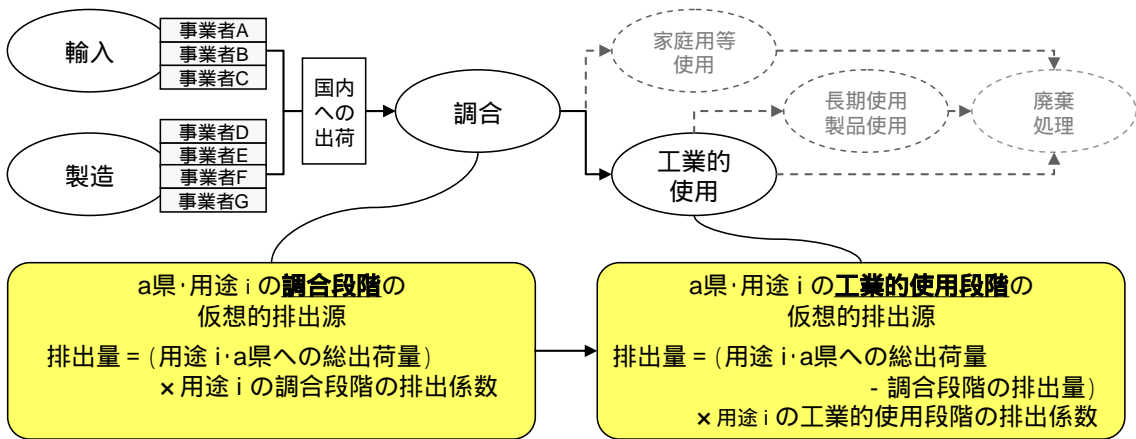 輸入
事業者A
事業者B
事業者C
製造
事業者D
事業者E
事業者F
事業者G
国内
への
出荷
調合
家庭用等
使用
長期使用
製品使用
廃棄
処理
工業的
使用
a県・用途 i の調合段階の
仮想的排出源
排出量 = (用途 i・a県への総出荷量)
× 用途 i の調合段階の排出係数
a県・用途 i の工業的使用段階の
仮想的排出源
排出量 = (用途 i・a県への総出荷量
- 調合段階の排出量)
× 用途 i の工業的使用段階の排出係数